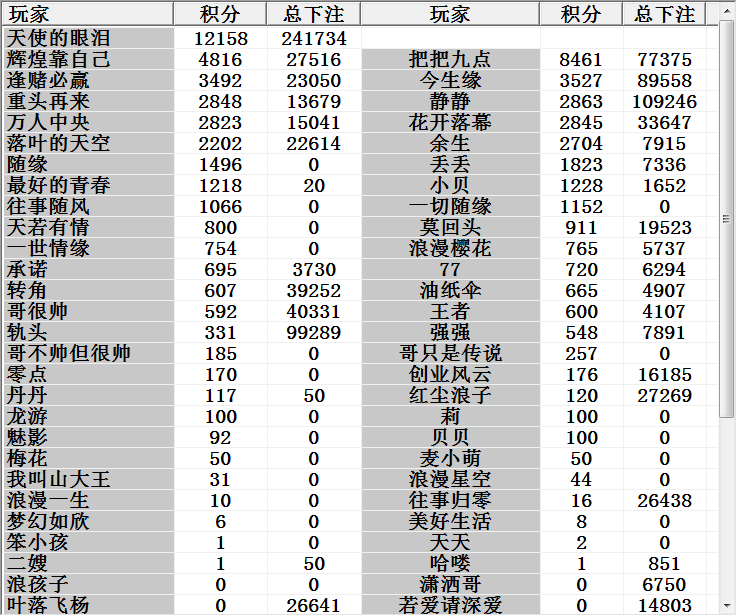 玩家 积分 总下注 玩家 积分 总下注
天使的眼泪 12158 241734
辉煌靠自己 4816 27516 把把九点 8461 77375
逢赌必赢 3492 23050 今生缘 3527 89558
重头再来 2848 13679 静静 2863 109246
万人中央 2823 15041 花开落幕 2845 33647
落叶的天空 2202 22614 余生 2704 7915
随缘 1496 0 丢丢 1823 7336
最好的青春 1218 20 小贝 1228 1652
往事随风 1066 0 一切随缘 1152 0
天若有情 800 0 莫回头 911 19523
一世情缘 754 0 浪漫樱花 765 5737
承诺 695 3730 77 720 6294
转角 607 39252 油纸伞 665 4907
哥很帅 592 40331 王者 600 4107
轨头 331 99289 强强 548 7891
哥不帅但很帅 185 0 哥只是传说 257 0
零点 170 0 创业风云 176 16185
丹丹 117 50 红尘浪子 120 27269
龙游 100 0 莉 100 0
魅影 92 0 贝贝 100 0
梅花 50 0 麦小萌 50 0
我叫山大王 31 0 浪漫星空 44 0
浪漫一生 10 0 往事归零 16 26438
梦幻如欣 6 0 美好生活 8 0
笨小孩 1 0 天天 2 0
二嫂 1 50 哈喽 1 851
浪孩子 0 0 潇洒哥 0 6750
叶落飞杨 0 26641 若爱请深爱 0 14803